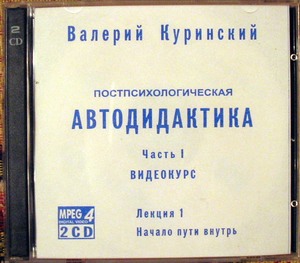 2
CD
Валерий Куринский
ПОСТПСИХОЛОГИЧЕСКАЯ
АВТОДИДАКТИКА
Часть I
ВИДЕОКУРС
MPEG 4
DIGITAL VIDEO
2CD
Лекция 1
Начало пути внутрь